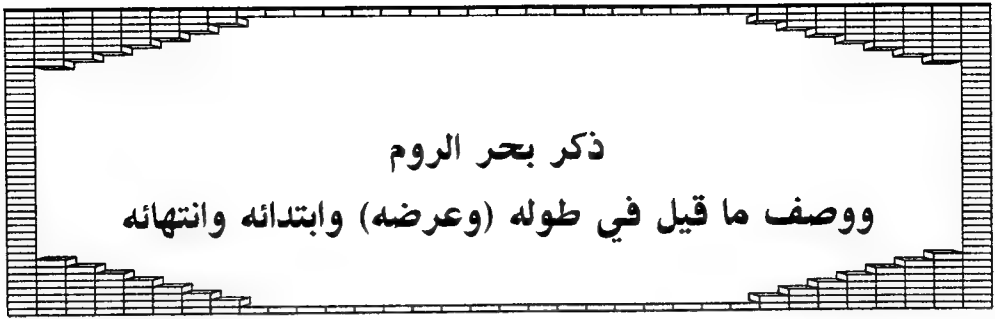 ذكر بحر الروم
ووصف ما قيل في طوله (وعرضه) وابتدائه وانتهائه